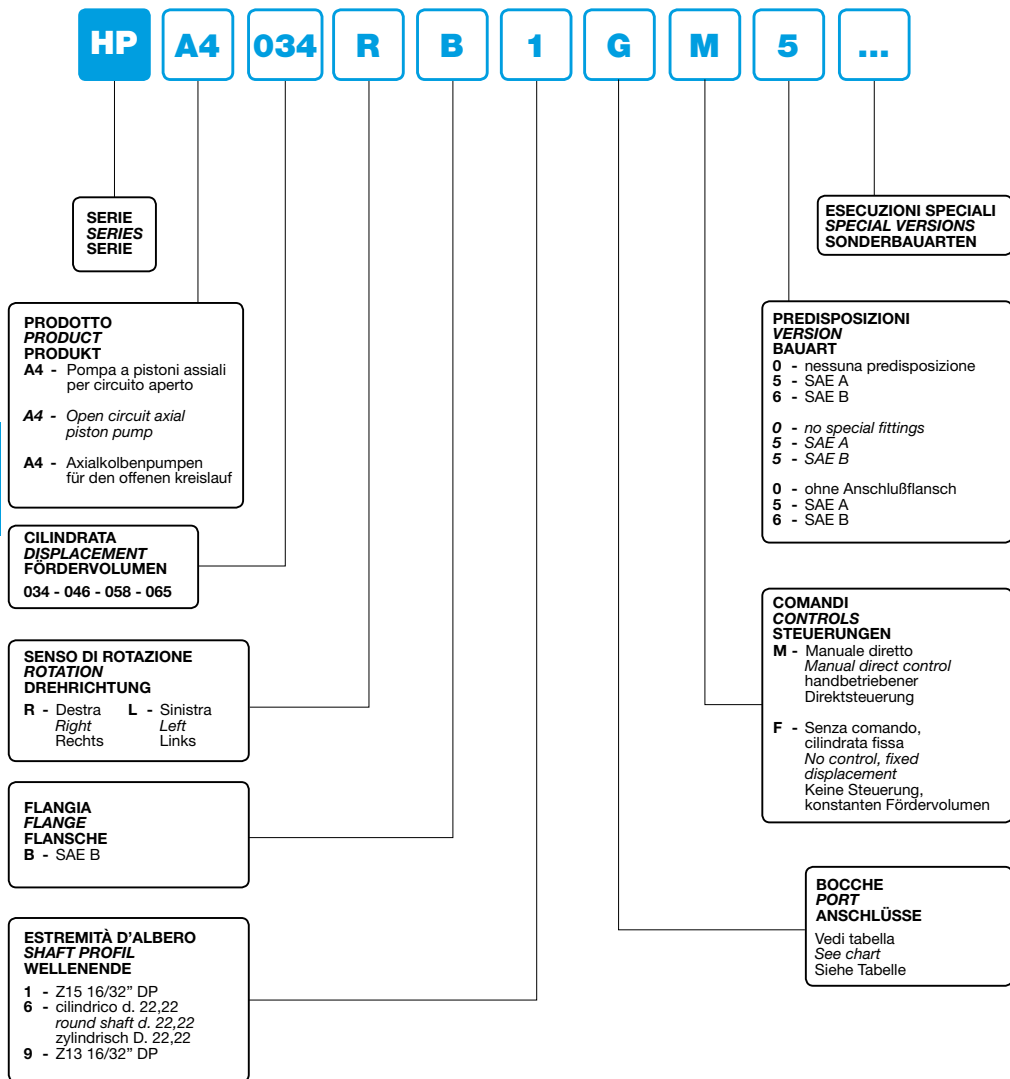 HP A4 034 R B 1 G M 5 ...
SERIE
SERIES
SERIE
ESECUZIONI SPECIALI
SPECIAL VERSIONS
SONDERBAUARTEN
PRODOTTO
PRODUCT
PRODUKT
A4 - Pompa a pistoni assiali
per circuito aperto
A4 - Open circuit axial
piston pump
A4 - Axialkolbenpumpen
für den offenen kreislauf
PREDISPOSIZIONI
VERSION
BAUART
0 - nessuna predisposizione
5 - SAE A
6 - SAE B
0 - no special fittings
5 - SAE A
5 - SAE B
0 - ohne Anschlußflansch
5 - SAE A
6 - SAE B
CILINDRATA
DISPLACEMENT
FÖRDERVOLUMEN
034 - 046 - 058 - 065
COMANDI
CONTROLS
STEUERUNGEN
M - Manuale diretto
Manual direct control
handbetriebener
Direktsteuerung
F - Senza comando,
cilindrata fissa
No control, fixed
displacement
Keine Steuerung,
konstanten Fördervolumen
SENSO DI ROTAZIONE
ROTATION
DREHRICHTUNG
R - Destra L - Sinistra
Right Left
Rechts Links
FLANGIA
FLANGE
FLANSCHE
B - SAE B
BOCCHE
PORT
ANSCHLÜSSE
Vedi tabella
See chart
Siehe Tabelle
ESTREMITÀ D'ALBERO
SHAFT PROFIL
WELLENENDE
1 - Z15 16/32" DP
6 - cilindrico d. 22,22
round shaft d. 22,22
zylindrisch D. 22,22
9 - Z13 16/32" DP